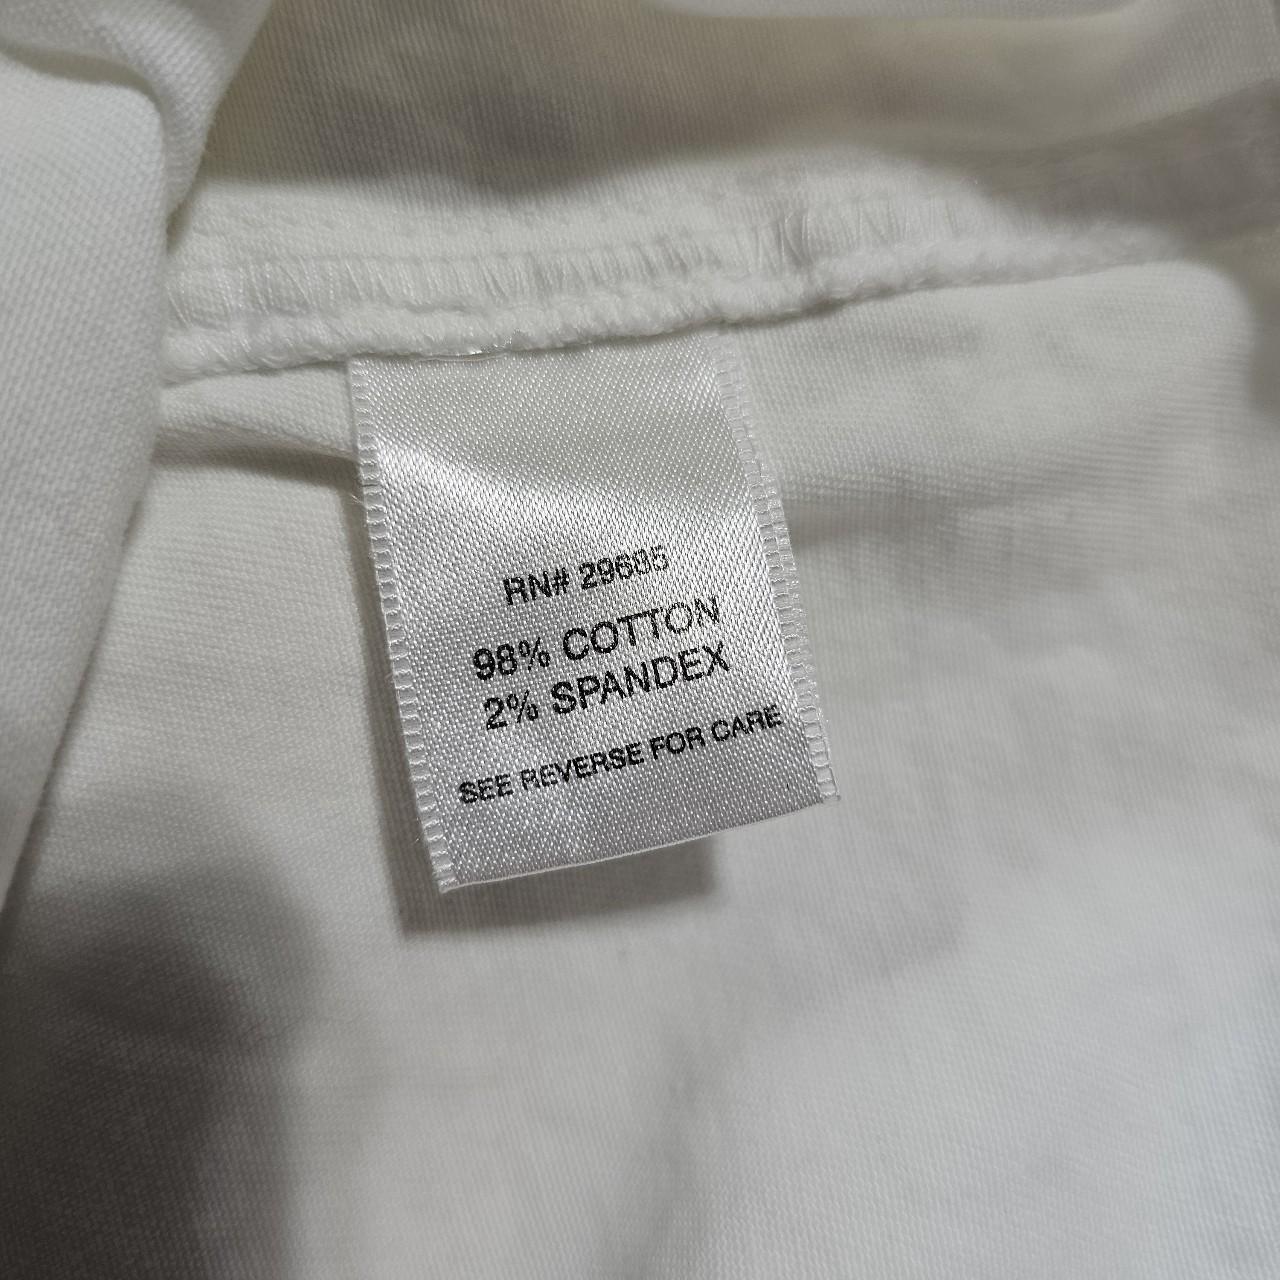 RN# 29685
98% COTTON
2% SPANDEX
SEE REVERSE FOR CARE